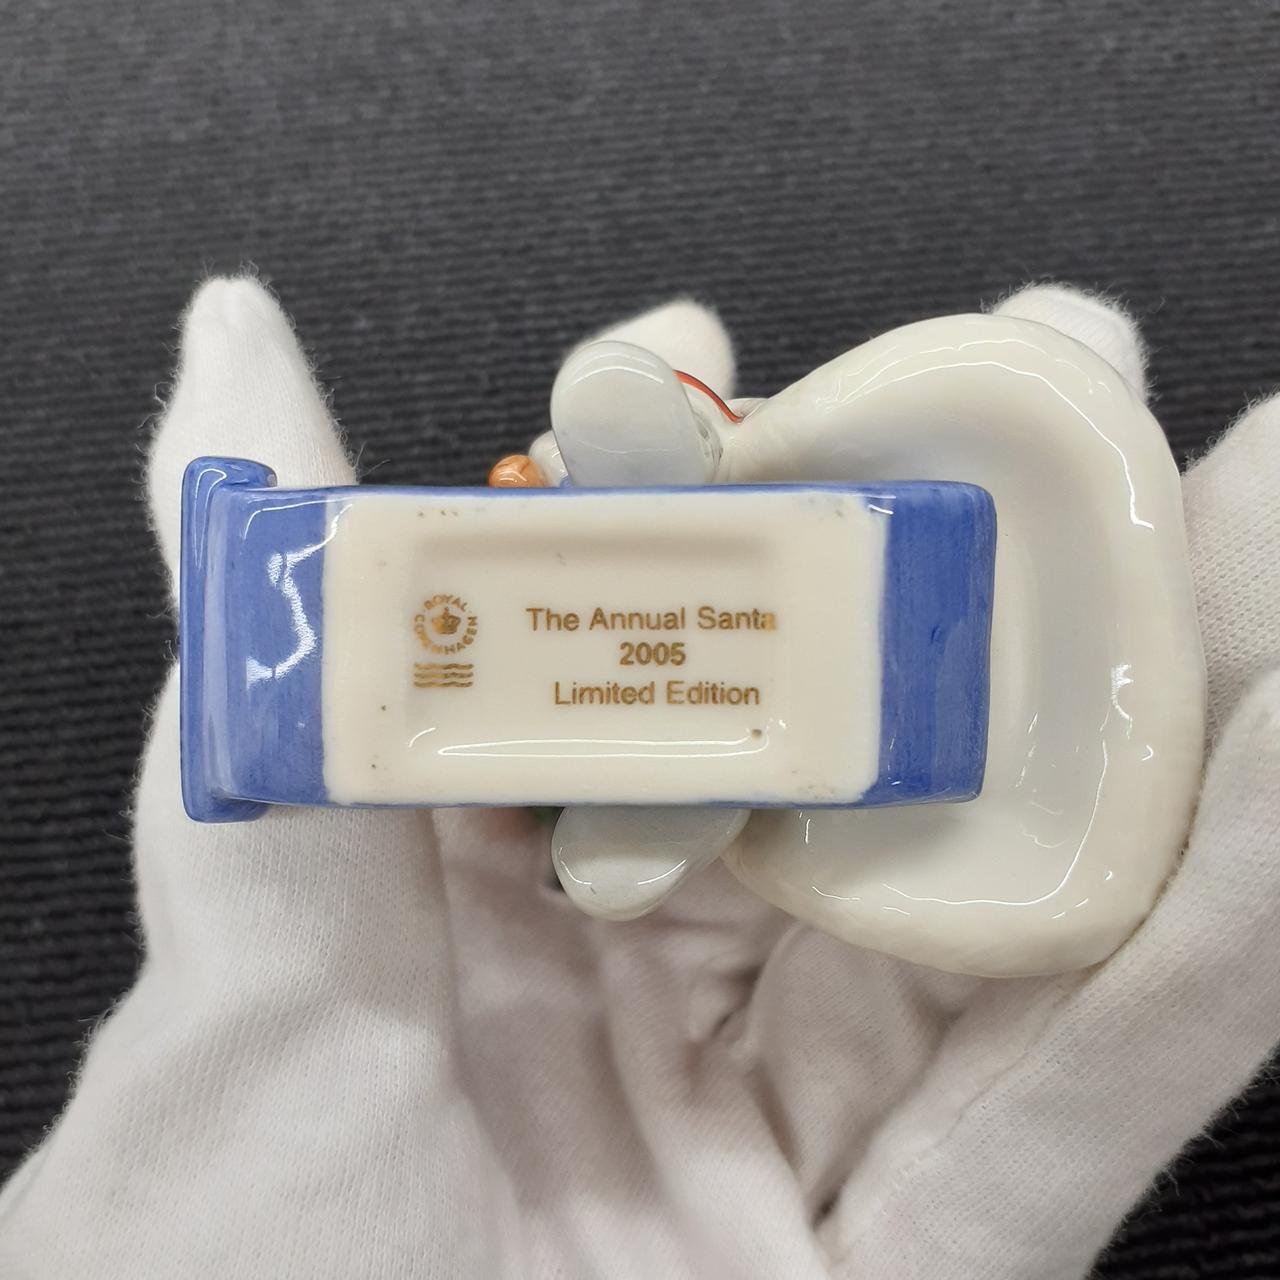 ROYAL COPENHAGEN
The Annual Santa
2005
Limited Edition